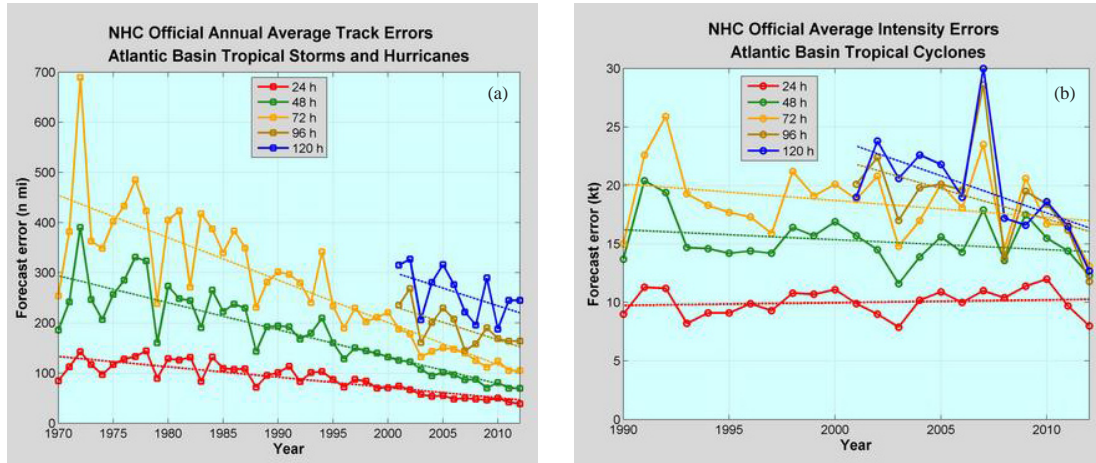 NHC Official Annual Average Track Errors
Atlantic Basin Tropical Storms and Hurricanes
700
600
500
400
300
200
100
0
Forecast error (n mi)
24 h
48 h
72 h
96 h
120 h
(a)
1970 1975 1980 1985 1990 1995 2000 2005 2010
Year
NHC Official Average Intensity Errors
Atlantic Basin Tropical Cyclones
30
25
20
15
10
5
0
Forecast error (kt)
24 h
48 h
72 h
96 h
120 h
(b)
1990 1995 2000 2005 2010
Year